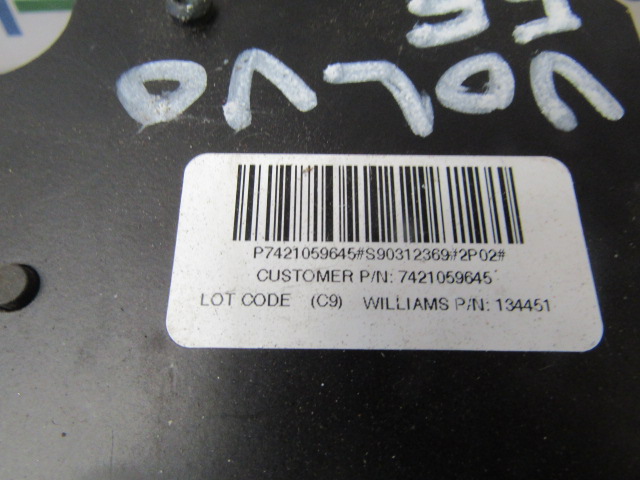 VOLVO
P7421059645#S90312369#2P02#
CUSTOMER P/N: 7421059645
LOT CODE (C9) WILLIAMS P/N: 134451